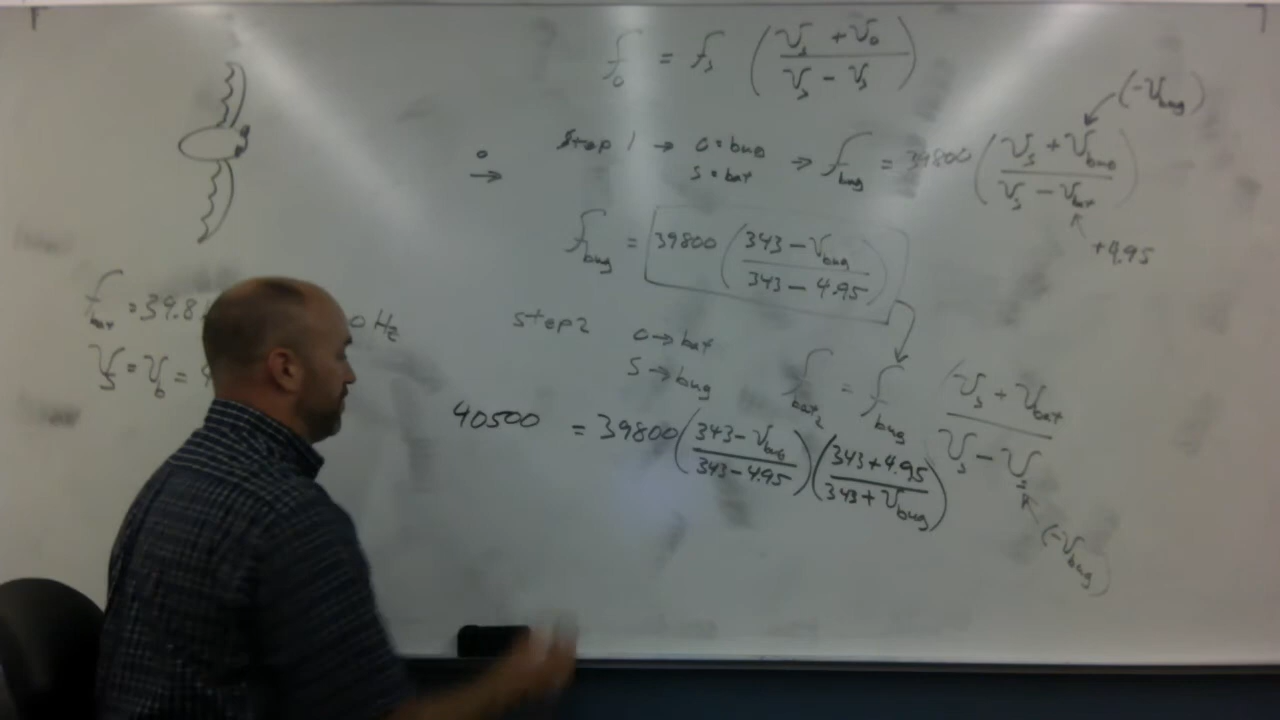 f_o = f_s ( (V_s + V_o) / (V_s - V_s) )
(-V_bug)
o →
Step 1 → o = bug
s = bat
⇒ f_bug = 39800 ( (V_s + V_bug) / (V_s - V_bat) )
+4.95
f_bug = 39800 ( (343 - V_bug) / (343 - 4.95) )
f_bat = 39.8 0 Hz
V_s = V_o =
Step 2
o → bat
s → bug
f_bat2 = f_bug (V_s + V_bat) / (V_s - V_s)
40500 = 39800 ( (343 - V_bug) / (343 - 4.95) ) ( (343 + 4.95) / (343 + V_bug) )
(-V_bug)